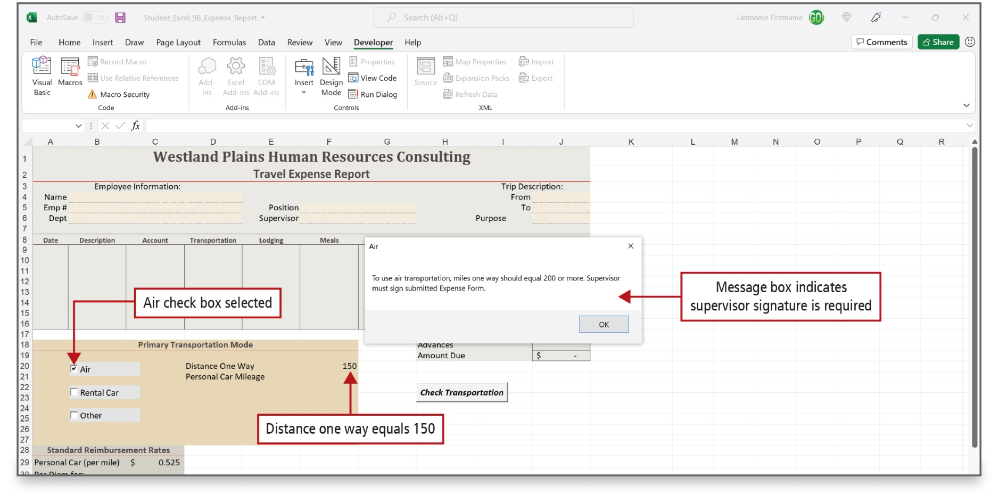 AutoSave Off Student_Excel_9B_Expense_Report Search (Alt+Q) Lastname Firstname GO!
File Home Insert Draw Page Layout Formulas Data Review View Developer Help Comments Share
Visual Basic
Macros
Record Macro
Use Relative References
Macro Security
Code
Add-ins
Excel Add-ins
COM Add-ins
Add-ins
Insert
Design Mode
Properties
View Code
Run Dialog
Controls
Source
Map Properties
Expansion Packs
Refresh Data
Import
Export
XML
fx
A B C D E F G H I J K L M N O P Q R
1 Westland Plains Human Resources Consulting
2 Travel Expense Report
3 Employee Information: Trip Description:
4 Name From
5 Emp # Position To
6 Dept Supervisor Purpose
7
8 Date Description Account Transportation Lodging Meals
9
10
11
12
13
14
15
16
17
Air
To use air transportation, miles one way should equal 200 or more. Supervisor
must sign submitted Expense Form.
OK
Air check box selected
Message box indicates
supervisor signature is required
18 Primary Transportation Mode Advances
19 Amount Due $ -
20 Air Distance One Way 150
21 Personal Car Mileage
22 Rental Car Check Transportation
23
24
25 Other
26
27
Distance one way equals 150
28 Standard Reimbursement Rates
29 Personal Car (per mile) $ 0.525
30 Per Diem for: